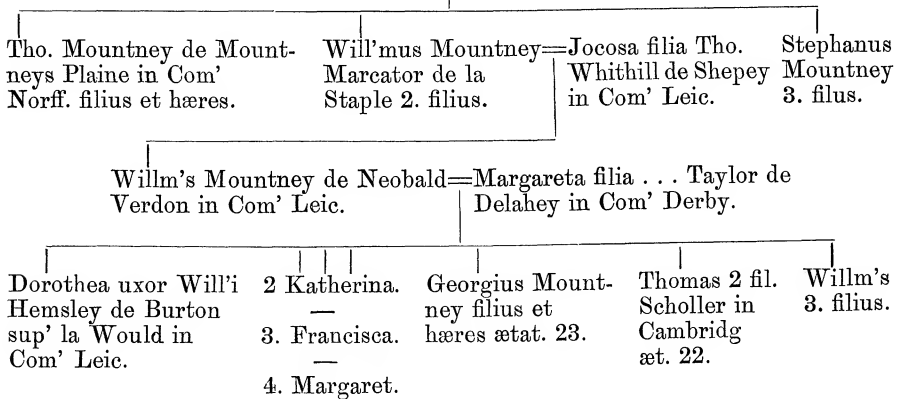 Tho. Mountney de Mount-
neys Plaine in Com'
Norff. filius et hæres.
Will'mus Mountney=Jocosa filia Tho.
Marcator de la
Staple 2. filius.
Whithill de Shepey
in Com' Leic.
Stephanus
Mountney
3. filus.
Willm's Mountney de Neobald=Margareta filia . . . Taylor de
Verdon in Com' Leic.
Delahey in Com' Derby.
Dorothea uxor Will'i
Hemsley de Burton
sup' la Would in
Com' Leic.
2 Katherina.
—
3. Francisca.
—
4. Margaret.
Georgius Mount-
ney filius et
hæres ætat. 23.
Thomas 2 fil.
Scholler in
Cambridg
æt. 22.
Willm's
3. filius.